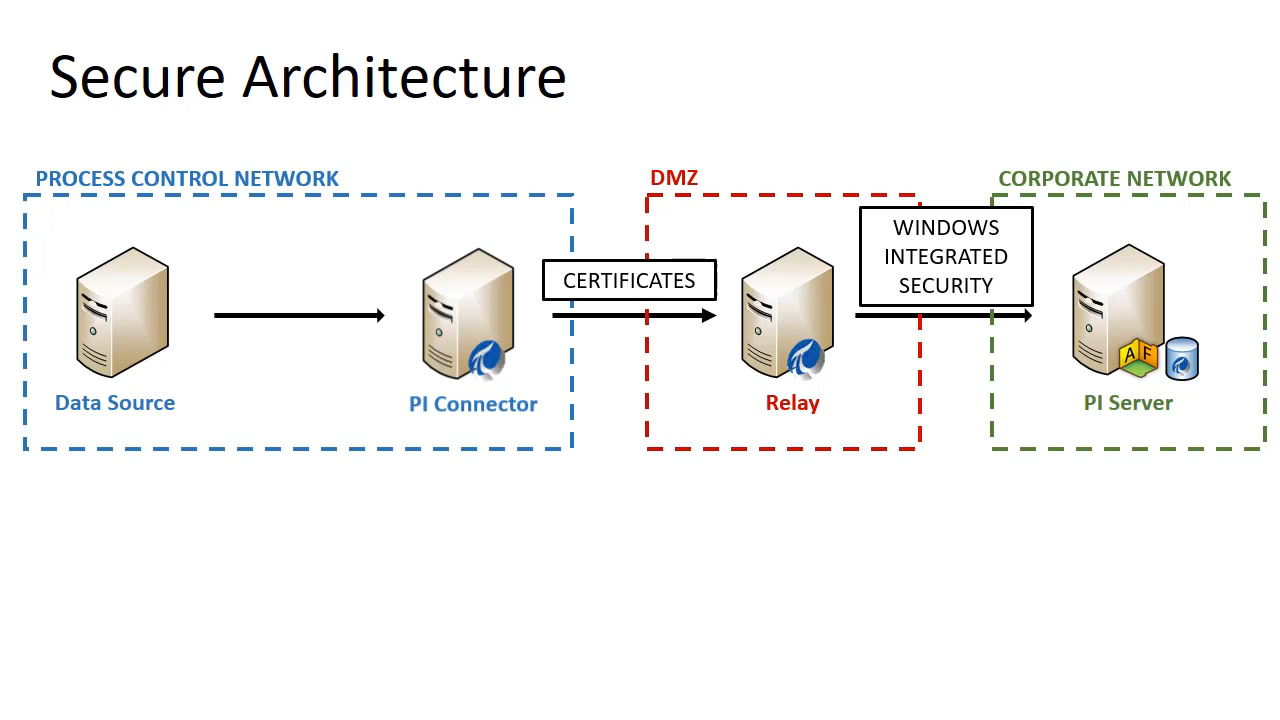 Secure Architecture
PROCESS CONTROL NETWORK
DMZ
CORPORATE NETWORK
CERTIFICATES
WINDOWS
INTEGRATED
SECURITY
A F
Data Source
PI Connector
Relay
PI Server